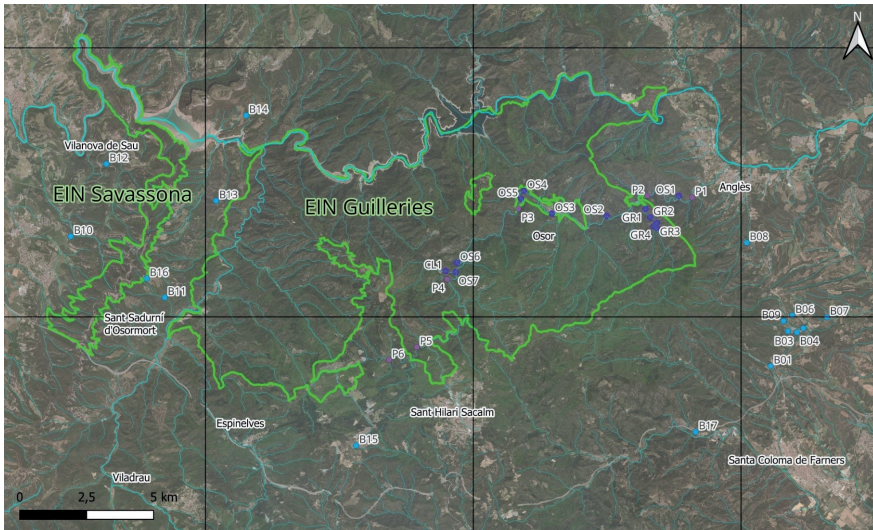 N
B14
Vilanova de Sau
B12
EIN Savassona
B13
EIN Guilleries
OS5
OS4
P3
OS3
Osor
OS2
P2
OS1
P1
Anglès
GR1
GR2
GR4
GR3
B10
B08
B16
B11
Sant Sadurní
d'Osormort
CL1
OS6
P4
OS7
B09
B06
B07
B03
B04
B01
P6
P5
Sant Hilari Sacalm
Espinelves
B15
B17
Viladrau
Santa Coloma de Farners
0
2,5
5 km